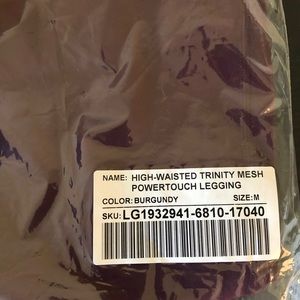 NAME: HIGH-WAISTED TRINITY MESH
POWERTOUCH LEGGING
COLOR: BURGUNDY SIZE: M
SKU: LG1932941-6810-17040